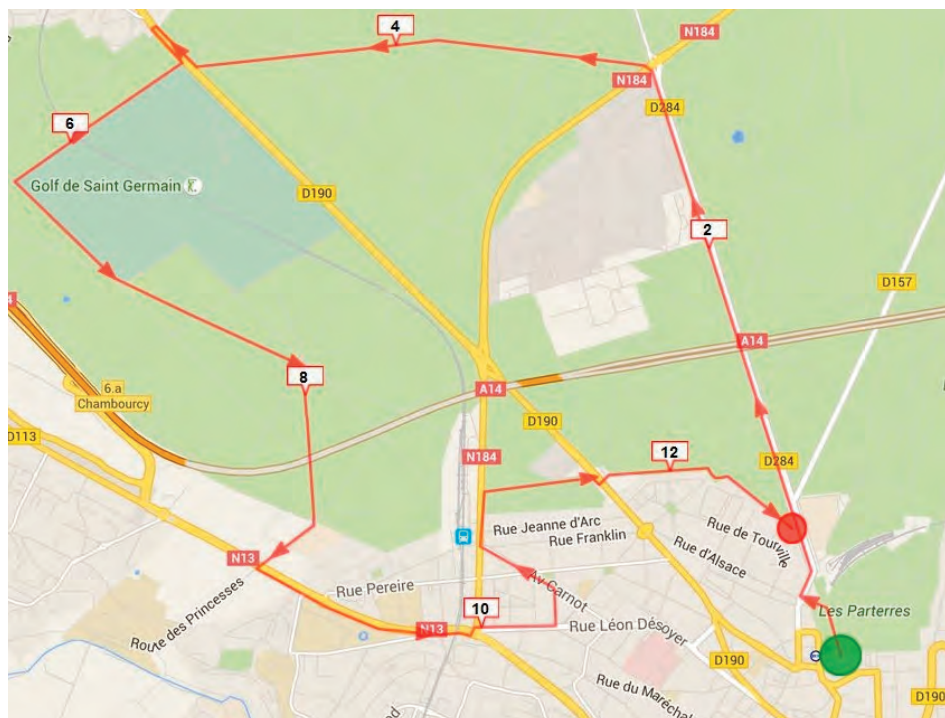 4
N184
N184
D284
6
Golf de Saint Germain
D190
2
D157
A14
8
6.a
Chambourcy
A14
D190
D113
N184
12
D284
Rue Jeanne d'Arc
Rue Franklin
Rue de Tourville
Rue d'Alsace
N13
Rue Pereire
Av Carnot
Route des Princesses
10
Les Parterres
N13
Rue Léon Désoyer
D190
Rue du Maréchal
D190